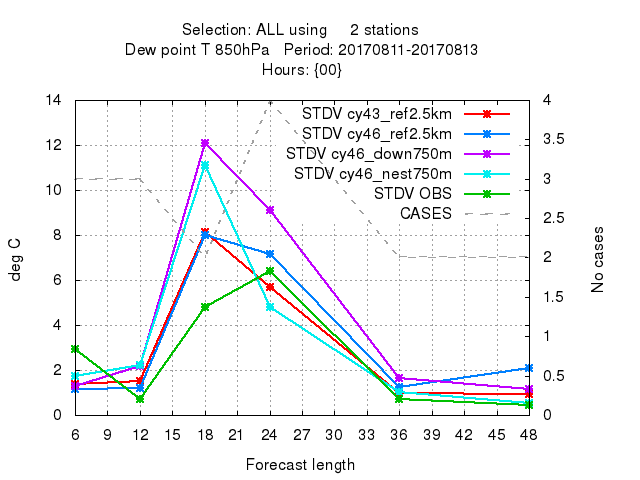 Selection: ALL using     2 stations
Dew point T 850hPa   Period: 20170811-20170813
Hours: {00}
14
12
10
8
6
4
2
0
deg C
STDV cy43_ref2.5km
STDV cy46_ref2.5km
STDV cy46_down750m
STDV cy46_nest750m
STDV OBS
CASES
4
3.5
3
2.5
2
1.5
1
0.5
0
No cases
6 9 12 15 18 21 24 27 30 33 36 39 42 45 48
Forecast length